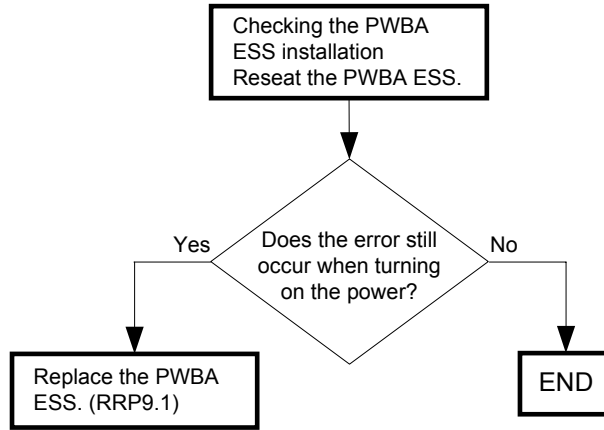 Checking the PWBA
ESS installation
Reseat the PWBA ESS.
Yes
Does the error still
occur when turning
on the power?
No
Replace the PWBA
ESS. (RRP9.1)
END